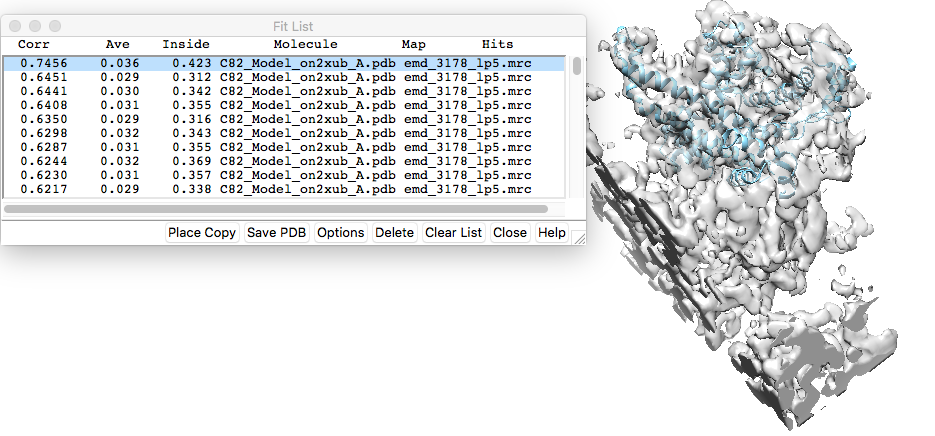 Fit List
Corr Ave Inside Molecule Map Hits
0.7456 0.036 0.423 C82_Model_on2xub_A.pdb emd_3178_lp5.mrc
0.6451 0.029 0.312 C82_Model_on2xub_A.pdb emd_3178_lp5.mrc
0.6441 0.030 0.342 C82_Model_on2xub_A.pdb emd_3178_lp5.mrc
0.6408 0.031 0.355 C82_Model_on2xub_A.pdb emd_3178_lp5.mrc
0.6350 0.029 0.316 C82_Model_on2xub_A.pdb emd_3178_lp5.mrc
0.6298 0.032 0.343 C82_Model_on2xub_A.pdb emd_3178_lp5.mrc
0.6287 0.031 0.355 C82_Model_on2xub_A.pdb emd_3178_lp5.mrc
0.6244 0.032 0.369 C82_Model_on2xub_A.pdb emd_3178_lp5.mrc
0.6230 0.031 0.357 C82_Model_on2xub_A.pdb emd_3178_lp5.mrc
0.6217 0.029 0.338 C82_Model_on2xub_A.pdb emd_3178_lp5.mrc
Place Copy Save PDB Options Delete Clear List Close Help